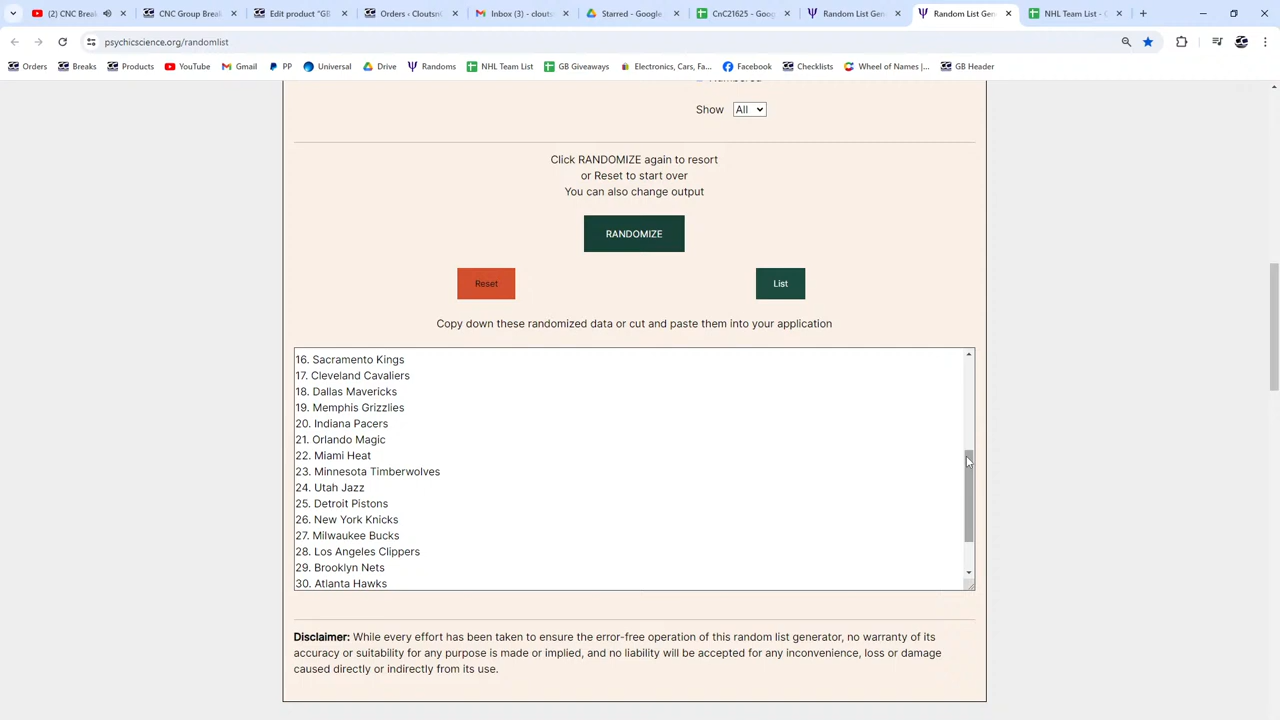 (2) CNC Break
CNC Group Break
Edit product "GB
Orders ‹ Cloutsn
Inbox (3) - clouts
Starred - Google
CnC21625 - Goog
Random List Gen
Random List Gen
NHL Team List -
psychicscience.org/randomlist
Orders
Breaks
Products
YouTube
Gmail
PP
Universal
Drive
Randoms
NHL Team List
GB Giveaways
Electronics, Cars, Fa...
Facebook
Checklists
Wheel of Names |...
GB Header
Numbered
Show All
Click RANDOMIZE again to resort
or Reset to start over
You can also change output
RANDOMIZE
Reset
List
Copy down these randomized data or cut and paste them into your application
16. Sacramento Kings
17. Cleveland Cavaliers
18. Dallas Mavericks
19. Memphis Grizzlies
20. Indiana Pacers
21. Orlando Magic
22. Miami Heat
23. Minnesota Timberwolves
24. Utah Jazz
25. Detroit Pistons
26. New York Knicks
27. Milwaukee Bucks
28. Los Angeles Clippers
29. Brooklyn Nets
30. Atlanta Hawks
Disclaimer: While every effort has been taken to ensure the error-free operation of this random list generator, no warranty of its
accuracy or suitability for any purpose is made or implied, and no liability will be accepted for any inconvenience, loss or damage
caused directly or indirectly from its use.